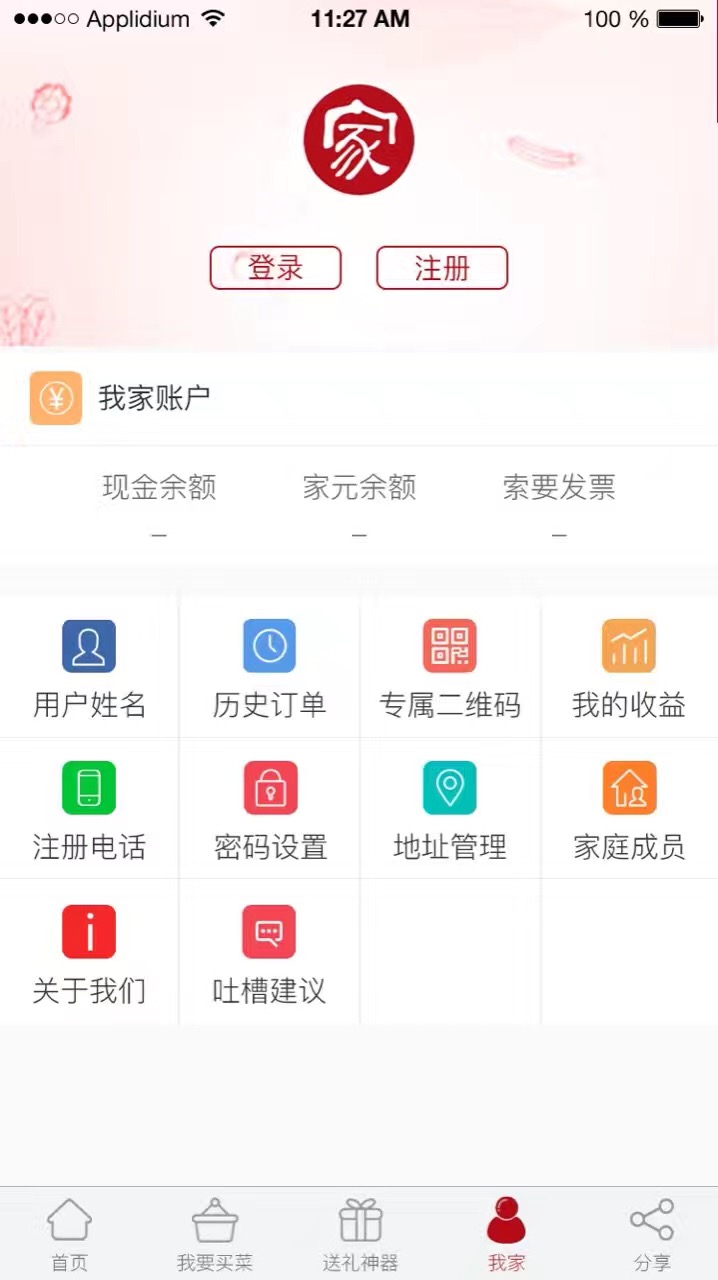 Applidium 11:27 AM 100 %
家
登录 注册
¥ 我家账户
现金余额 家元余额 索要发票
– – –
用户姓名 历史订单 专属二维码 我的收益
注册电话 密码设置 地址管理 家庭成员
i
关于我们 吐槽建议
首页 我要买菜 送礼神器 我家 分享